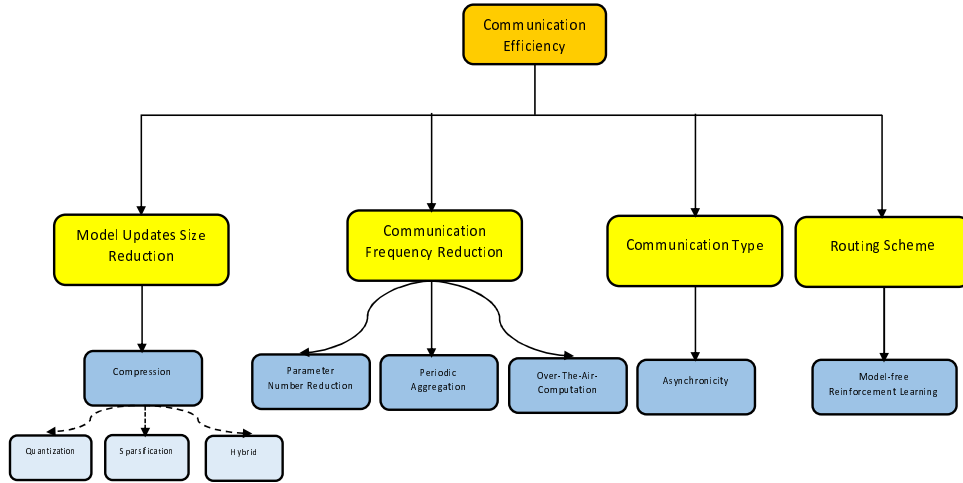 Communication
Efficiency
Model Updates Size
Reduction
Communication
Frequency Reduction
Communication Type
Routing Scheme
Compression
Parameter
Number Reduction
Periodic
Aggregation
Over-The-Air-
Computation
Asynchronicity
Model-free
Reinforcement Learning
Quantization
Sparsification
Hybrid